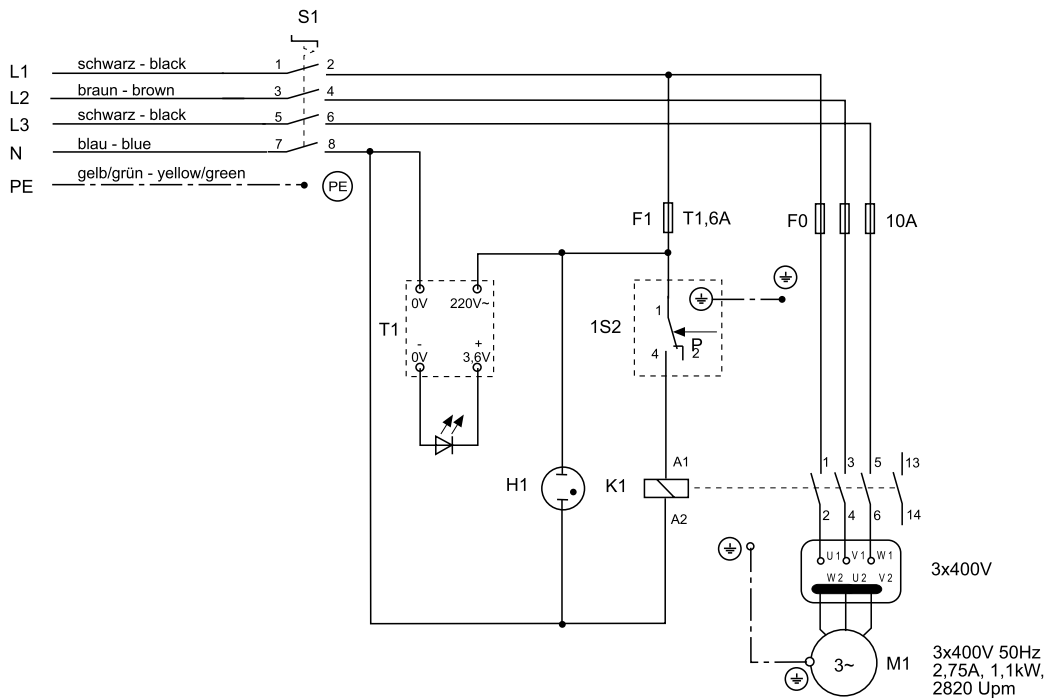 S1
L1 schwarz - black 1 2
L2 braun - brown 3 4
L3 schwarz - black 5 6
N blau - blue 7 8
PE gelb/grün - yellow/green PE
F1 T1,6A F0 10A
0V 220V~
T1
- +
0V 3,6V
1S2
1
P
4 2
A1
H1 K1
A2
1 3 5 13
2 4 6 14
U1 V1 W1
W2 U2 V2
3x400V
3~ M1
3x400V 50Hz
2,75A, 1,1kW,
2820 Upm